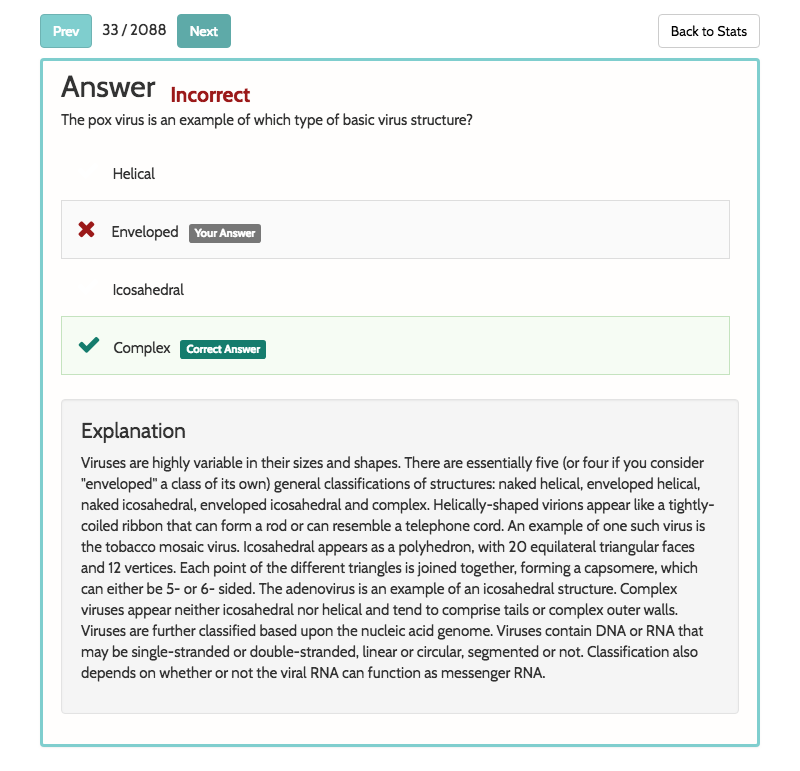 Prev 33 / 2088 Next Back to Stats
Answer Incorrect
The pox virus is an example of which type of basic virus structure?
Helical
Enveloped Your Answer
Icosahedral
Complex Correct Answer
Explanation
Viruses are highly variable in their sizes and shapes. There are essentially five (or four if you consider
"enveloped" a class of its own) general classifications of structures: naked helical, enveloped helical,
naked icosahedral, enveloped icosahedral and complex. Helically-shaped virions appear like a tightly-
coiled ribbon that can form a rod or can resemble a telephone cord. An example of one such virus is
the tobacco mosaic virus. Icosahedral appears as a polyhedron, with 20 equilateral triangular faces
and 12 vertices. Each point of the different triangles is joined together, forming a capsomere, which
can either be 5- or 6- sided. The adenovirus is an example of an icosahedral structure. Complex
viruses appear neither icosahedral nor helical and tend to comprise tails or complex outer walls.
Viruses are further classified based upon the nucleic acid genome. Viruses contain DNA or RNA that
may be single-stranded or double-stranded, linear or circular, segmented or not. Classification also
depends on whether or not the viral RNA can function as messenger RNA.